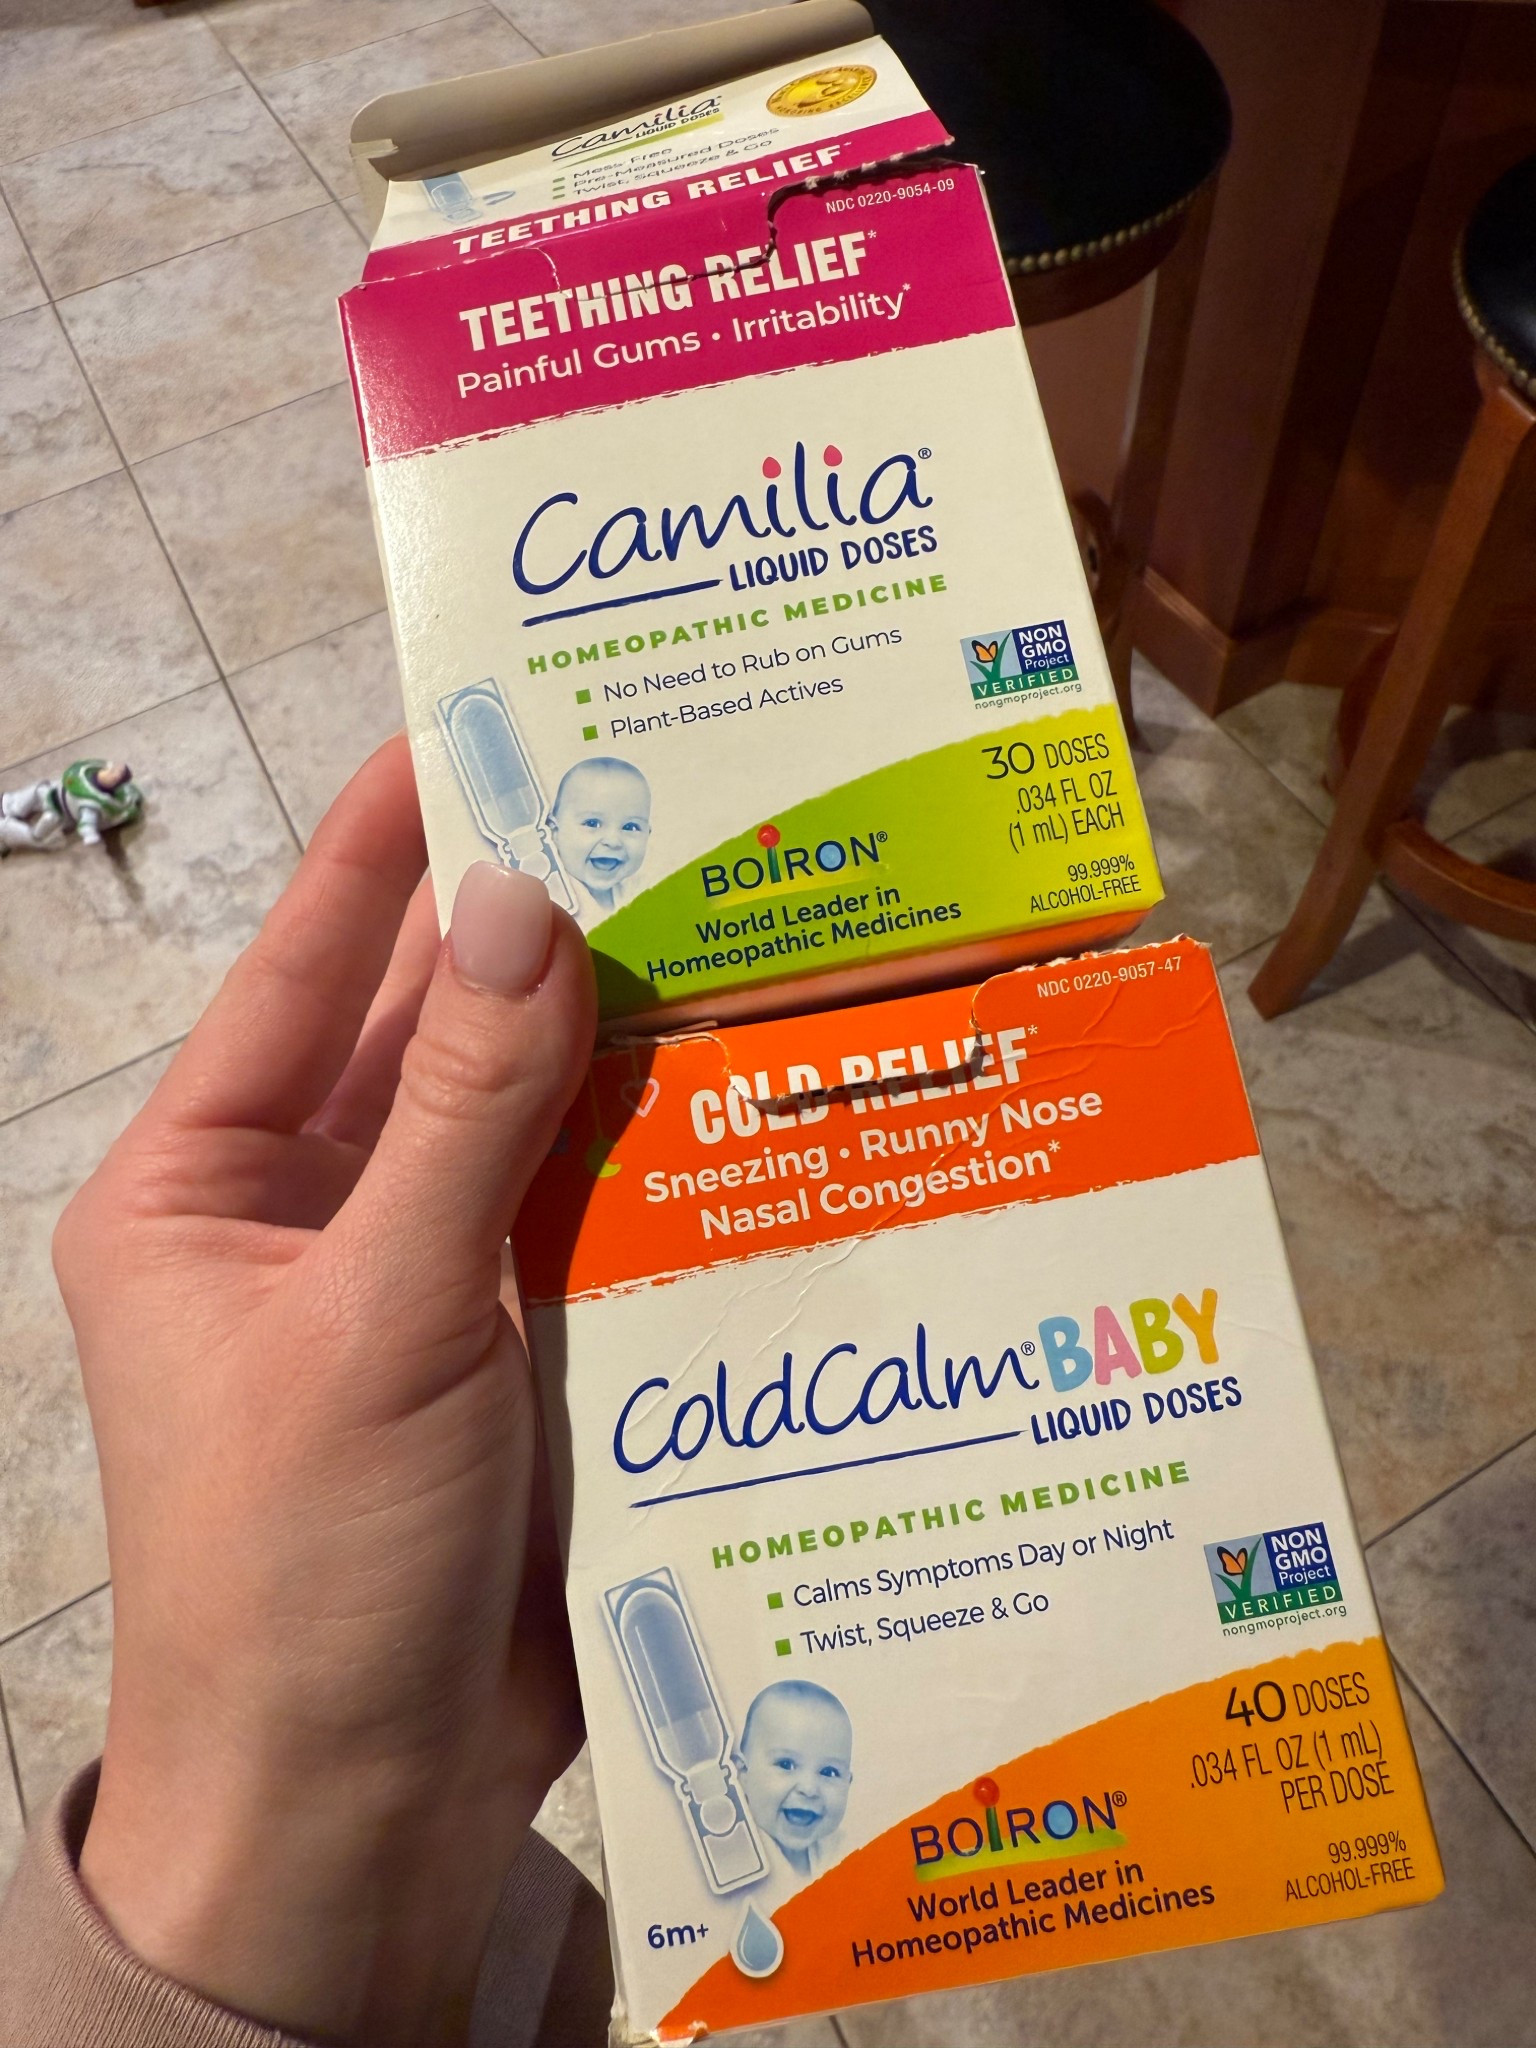 Camilia®
LIQUID DOSES
Mess Free
Pre-Measured Doses
Twist, Squeeze & Go
TEETHING RELIEF*
NDC 0220-9054-09
TEETHING RELIEF*
Painful Gums • Irritability*
Camilia®
LIQUID DOSES
HOMEOPATHIC MEDICINE
No Need to Rub on Gums
Plant-Based Actives
NON
GMO
Project
VERIFIED
nongmoproject.org
30 DOSES
.034 FL OZ
(1 mL) EACH
99.999%
ALCOHOL-FREE
BOIRON®
World Leader in
Homeopathic Medicines
NDC 0220-9057-47
COLD RELIEF*
Sneezing • Runny Nose
Nasal Congestion*
ColdCalm® BABY
LIQUID DOSES
HOMEOPATHIC MEDICINE
Calms Symptoms Day or Night
Twist, Squeeze & Go
NON
GMO
Project
VERIFIED
nongmoproject.org
40 DOSES
.034 FL OZ (1 mL)
PER DOSE
99.999%
ALCOHOL-FREE
BOIRON®
World Leader in
Homeopathic Medicines
6m+